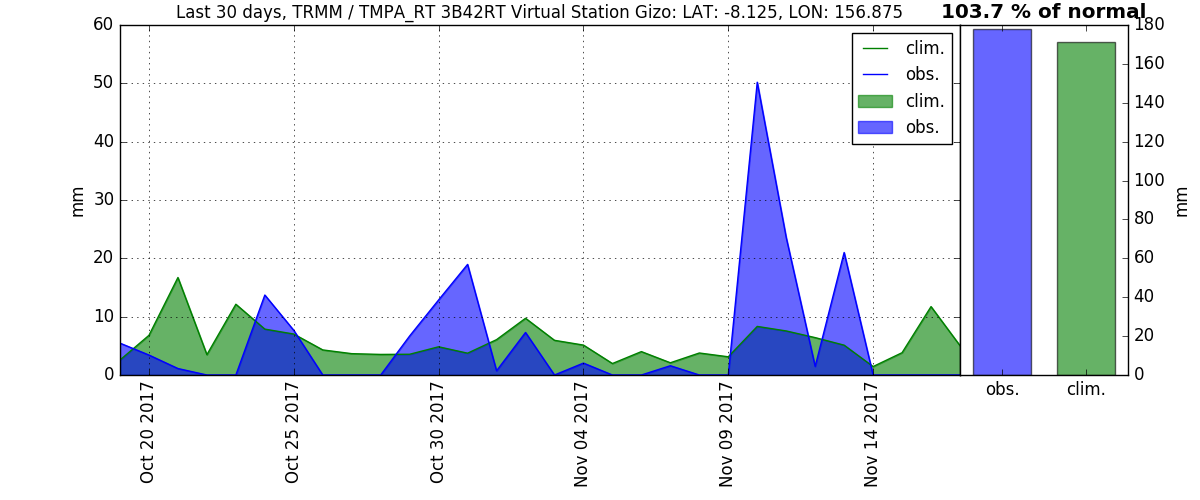 Last 30 days, TRMM / TMPA_RT 3B42RT Virtual Station Gizo: LAT: -8.125, LON: 156.875
103.7 % of normal
60
50
40
30
20
10
0
mm
clim.
obs.
clim.
obs.
180
160
140
120
100
80
60
40
20
0
mm
obs.
clim.
Oct 20 2017
Oct 25 2017
Oct 30 2017
Nov 04 2017
Nov 09 2017
Nov 14 2017